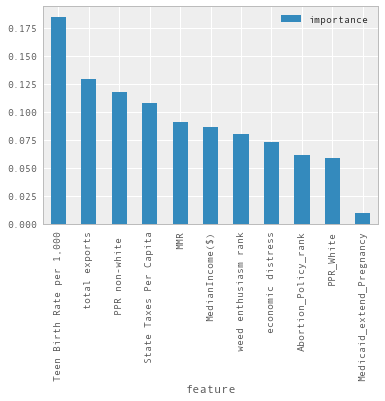 importance
0.175
0.150
0.125
0.100
0.075
0.050
0.025
0.000
Teen Birth Rate per 1.000
total exports
PPR non-white
State Taxes Per Capita
MMR
MedianIncome($)
weed enthusiasm rank
economic distress
Abortion_Policy_rank
PPR_White
Medicaid_extend_Pregnancy
feature